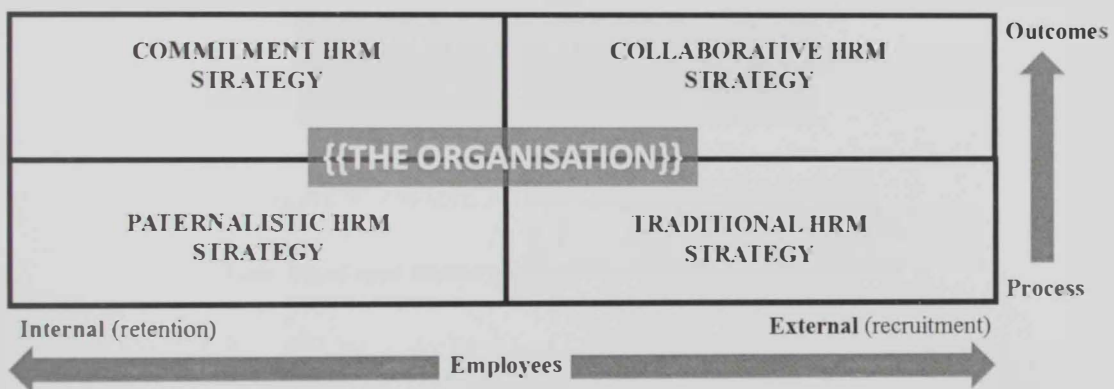 COMMITMENT HRM
STRATEGY
COLLABORATIVE HRM
STRATEGY
Outcomes
{{THE ORGANISATION}}
PATERNALISTIC HRM
STRATEGY
TRADITIONAL HRM
STRATEGY
Process
Internal (retention)
External (recruitment)
Employees